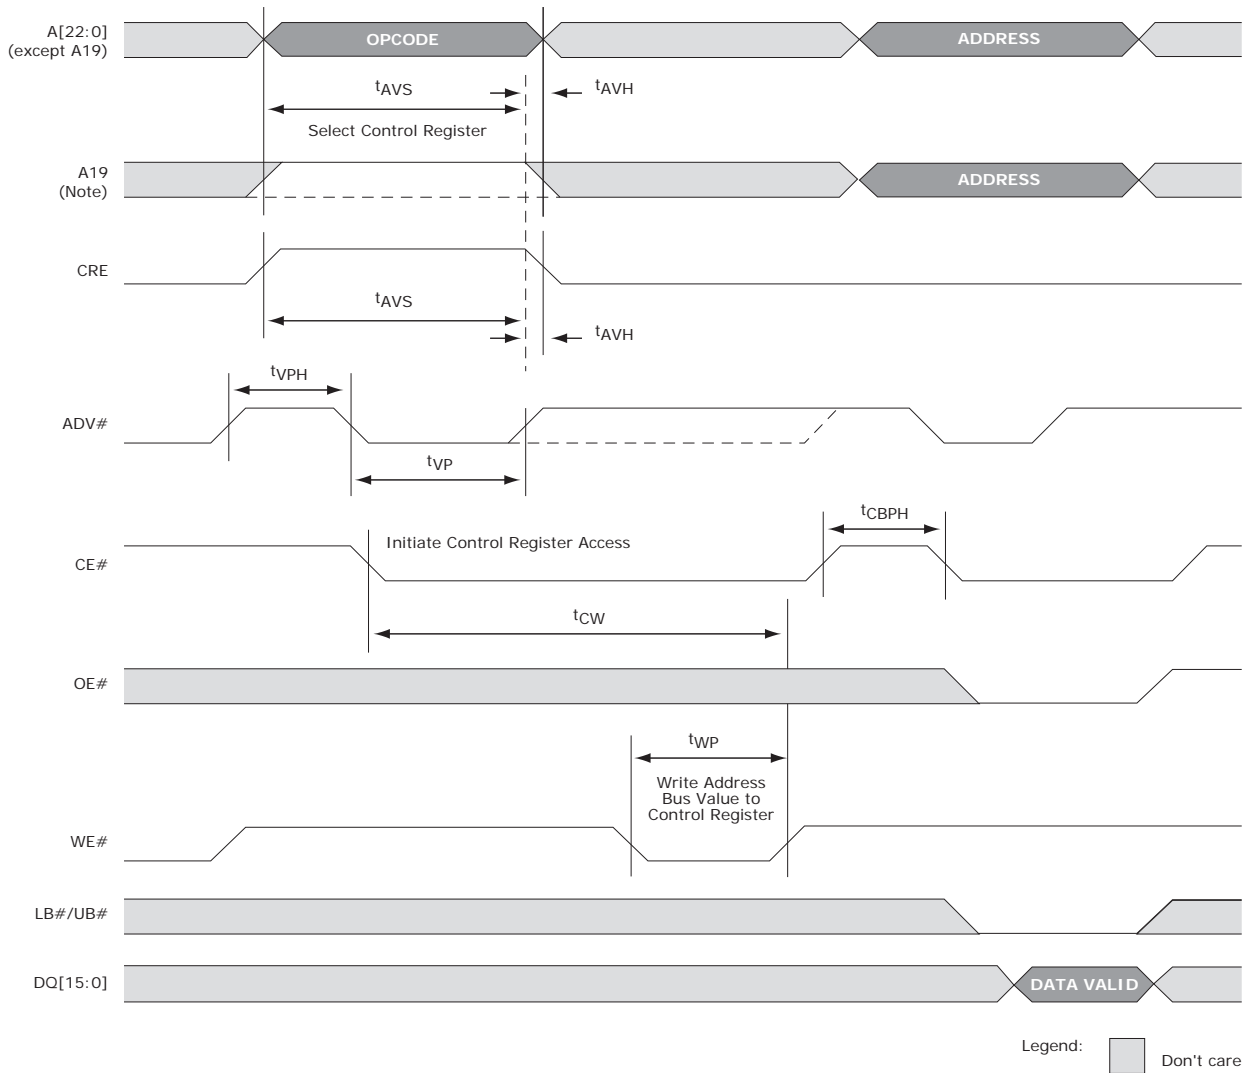 A[22:0]
(except A19)
OPCODE
ADDRESS
tAVS
tAVH
Select Control Register
A19
(Note)
ADDRESS
CRE
tAVS
tAVH
tVPH
ADV#
tVP
tCBPH
Initiate Control Register Access
CE#
tCW
OE#
tWP
Write Address
Bus Value to
Control Register
WE#
LB#/UB#
DQ[15:0]
DATA VALID
Legend:
Don't care